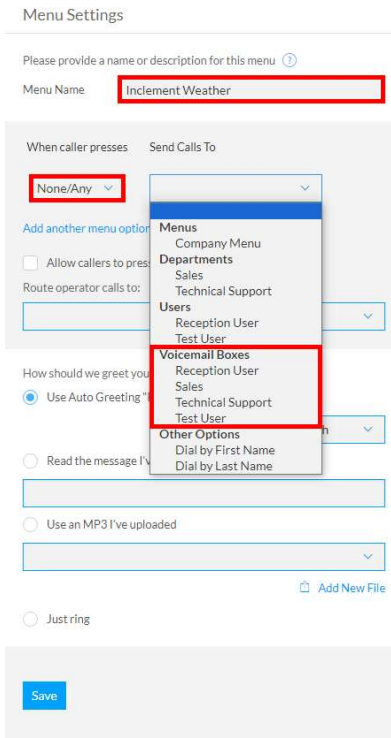 Menu Settings
Please provide a name or description for this menu ?
Menu Name Inclement Weather
When caller presses Send Calls To
None/Any
Add another menu option
Menus
Company Menu
Departments
Allow callers to pres
Sales
Route operator calls to:
Technical Support
Users
Reception User
Test User
Voicemail Boxes
How should we greet you
Reception User
Use Auto Greeting "
Sales
Technical Support
h
Test User
Other Options
Dial by First Name
Read the message I'v
Dial by Last Name
Use an MP3 I've uploaded
Add New File
Just ring
Save